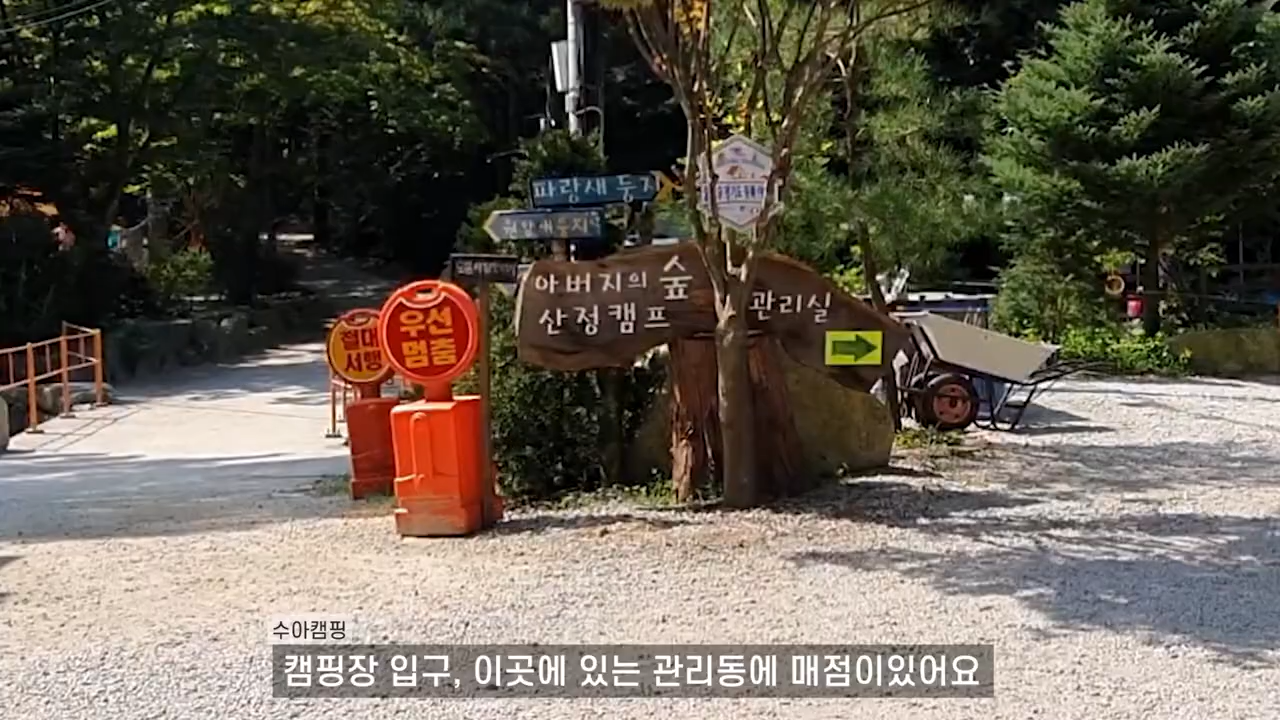 파랑새 둥지
아버지의 숲
산정캠프
관리실
우선
멈춤
절대
서행
수아캠핑
캠핑장 입구, 이곳에 있는 관리동에 매점이있어요